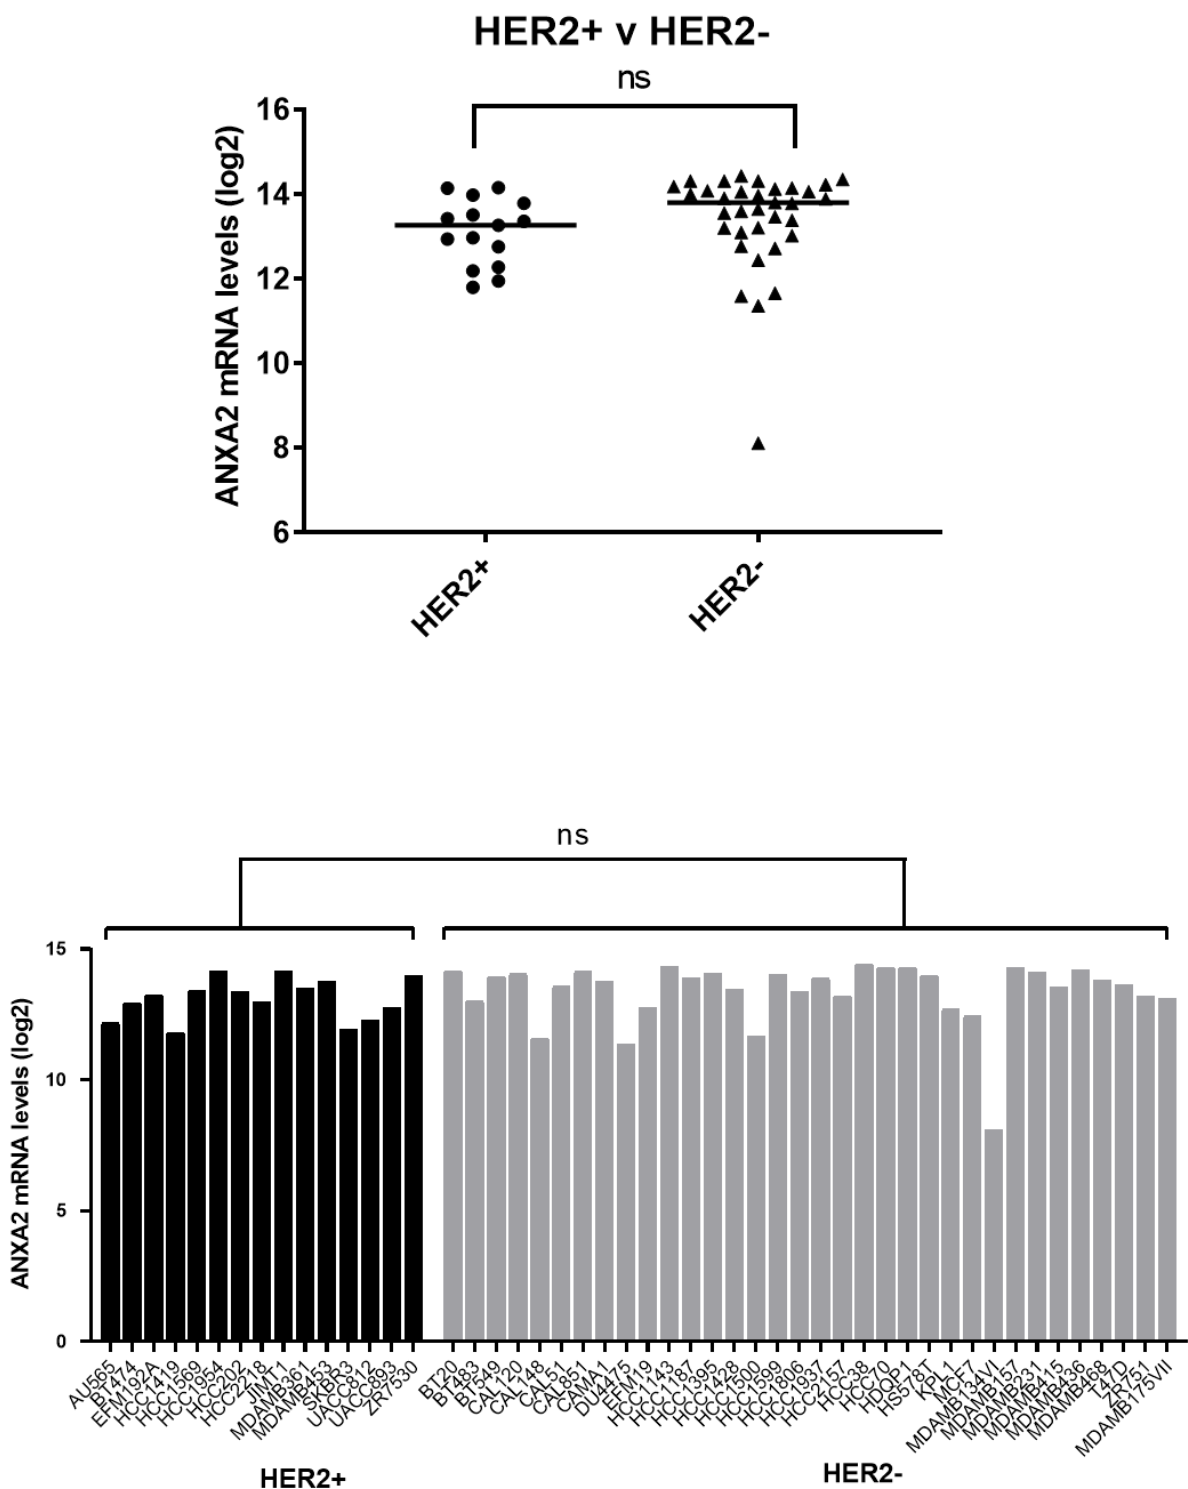 HER2+ v HER2-
ns
ANXA2 mRNA levels (log2)
16
14
12
10
8
6
HER2+
HER2-
ns
ANXA2 mRNA levels (log2)
15
10
5
0
AU565
BT474
EFM192A
HCC1419
HCC1569
HCC1954
HCC202
HCC2218
JIMT1
MDAMB361
MDAMB453
SKBR3
UACC812
UACC893
ZR7530
BT20
BT483
BT549
CAL120
CAL148
CAL51
CAL851
CAMA1
DU4475
EFM19
HCC1143
HCC1187
HCC1395
HCC1428
HCC1500
HCC1599
HCC1806
HCC1937
HCC2157
HCC38
HCC70
HDQP1
HS578T
KPL1
MCF7
MDAMB134VI
MDAMB157
MDAMB231
MDAMB415
MDAMB436
MDAMB468
T47D
ZR751
MDAMB175VII
HER2+
HER2-